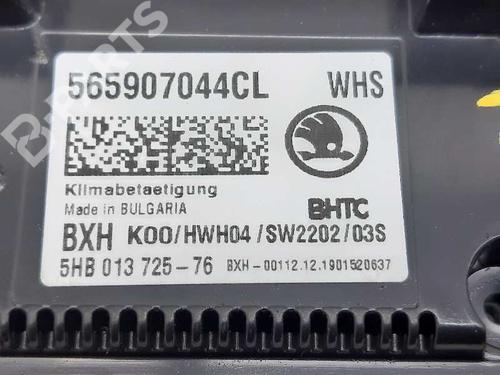 B PARTS
565907044CL WHS
Klimabetaetigung
Made in BULGARIA BHTC
BXH K00/HWH04/SW2202/03S
5HB 013 725-76 BXH-00112.12.1901520637